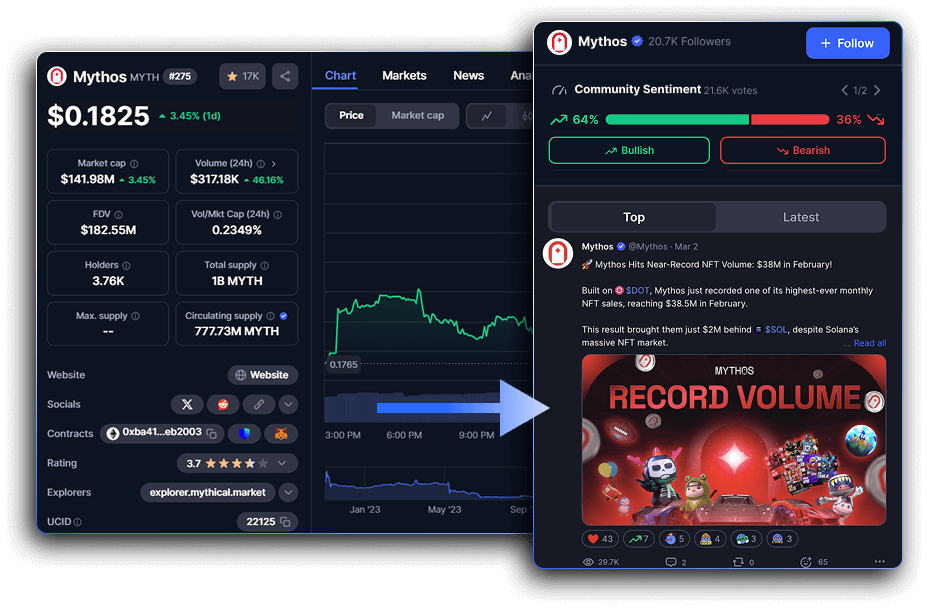 Mythos MYTH #275 17K
$0.1825 3.45% (1d)
Market cap
$141.98M 3.45%
Volume (24h)
$317.18K 46.16%
FDV
$182.55M
Vol/Mkt Cap (24h)
0.2349%
Holders
3.76K
Total supply
1B MYTH
Max. supply
--
Circulating supply
777.73M MYTH
Website Website
Socials
Contracts 0xba41...eb2003
Rating 3.7
Explorers explorer.mythical.market
UCID 22125
Chart Markets News Ana
Price Market cap
0.1765
3:00 PM 6:00 PM 9:00 PM
Jan '23 May '23 Sep '
Mythos 20.7K Followers
+ Follow
Community Sentiment 21.6K votes 1/2
64% 36%
Bullish Bearish
Top Latest
Mythos @Mythos · Mar 2
🚀 Mythos Hits Near-Record NFT Volume: $38M in February!
Built on $DOT, Mythos just recorded one of its highest-ever monthly
NFT sales, reaching $38.5M in February.
This result brought them just $2M behind $SOL, despite Solana's
massive NFT market.
... Read all
MYTHOS
RECORD VOLUME
43 7 5 4 3 3
29.7K 2 0 65